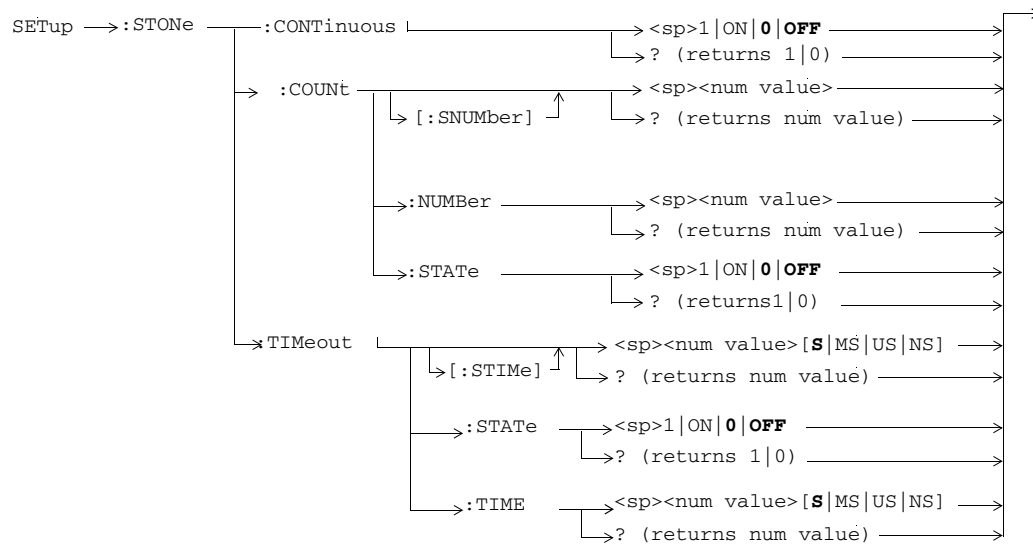 SETup :STONe :CONTinuous <sp>1|ON|0|OFF
? (returns 1|0)
:COUNt <sp><num value>
[:SNUMber] ? (returns num value)
:NUMBer <sp><num value>
? (returns num value)
:STATe <sp>1|ON|0|OFF
? (returns1|0)
:TIMeout <sp><num value>[S|MS|US|NS]
[:STIMe] ? (returns num value)
:STATe <sp>1|ON|0|OFF
? (returns 1|0)
:TIME <sp><num value>[S|MS|US|NS]
? (returns num value)